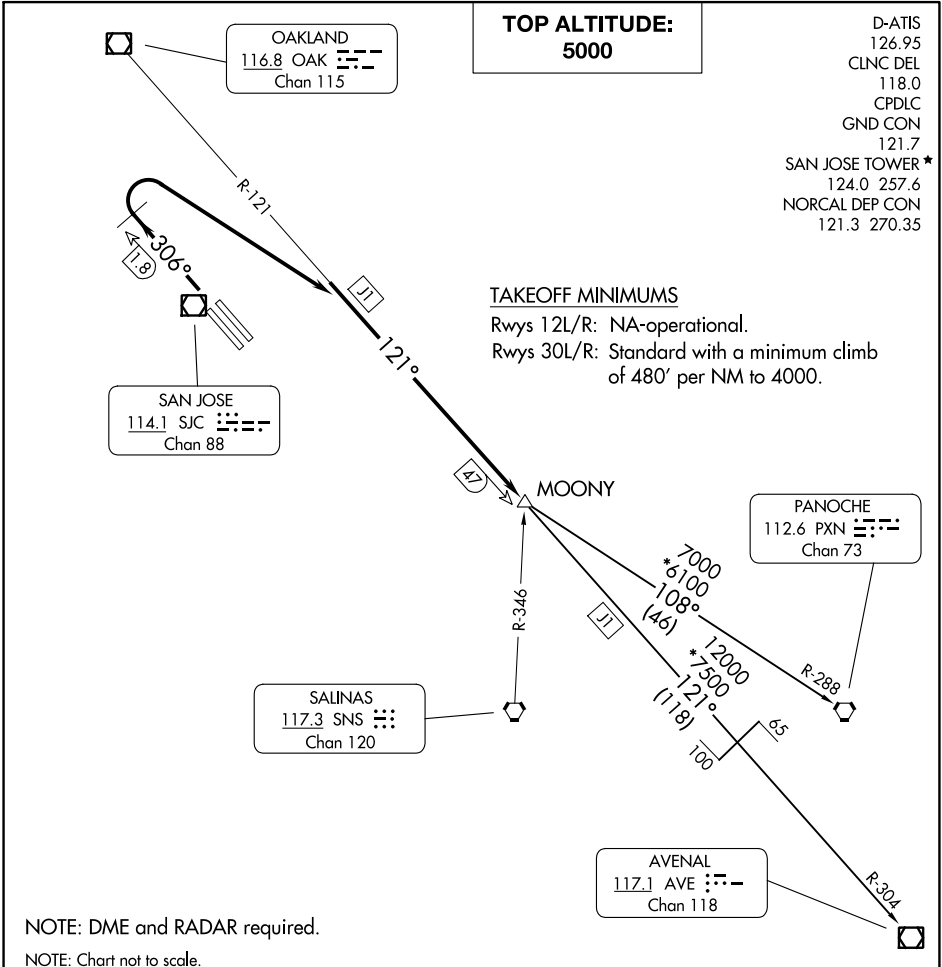 TOP ALTITUDE:
5000
D-ATIS
126.95
CLNC DEL
118.0
CPDLC
GND CON
121.7
SAN JOSE TOWER ★
124.0 257.6
NORCAL DEP CON
121.3 270.35
OAKLAND
116.8 OAK
Chan 115
R-121
J1
1.8
306°
121°
TAKEOFF MINIMUMS
Rwys 12L/R: NA-operational.
Rwys 30L/R: Standard with a minimum climb
of 480' per NM to 4000.
SAN JOSE
114.1 SJC
Chan 88
47
MOONY
PANOCHE
112.6 PXN
Chan 73
7000
*6100
108°
(46)
R-346
J1
12000
*7500
121°
(118)
R-288
SALINAS
117.3 SNS
Chan 120
65
100
AVENAL
117.1 AVE
Chan 118
R-304
NOTE: DME and RADAR required.
NOTE: Chart not to scale.